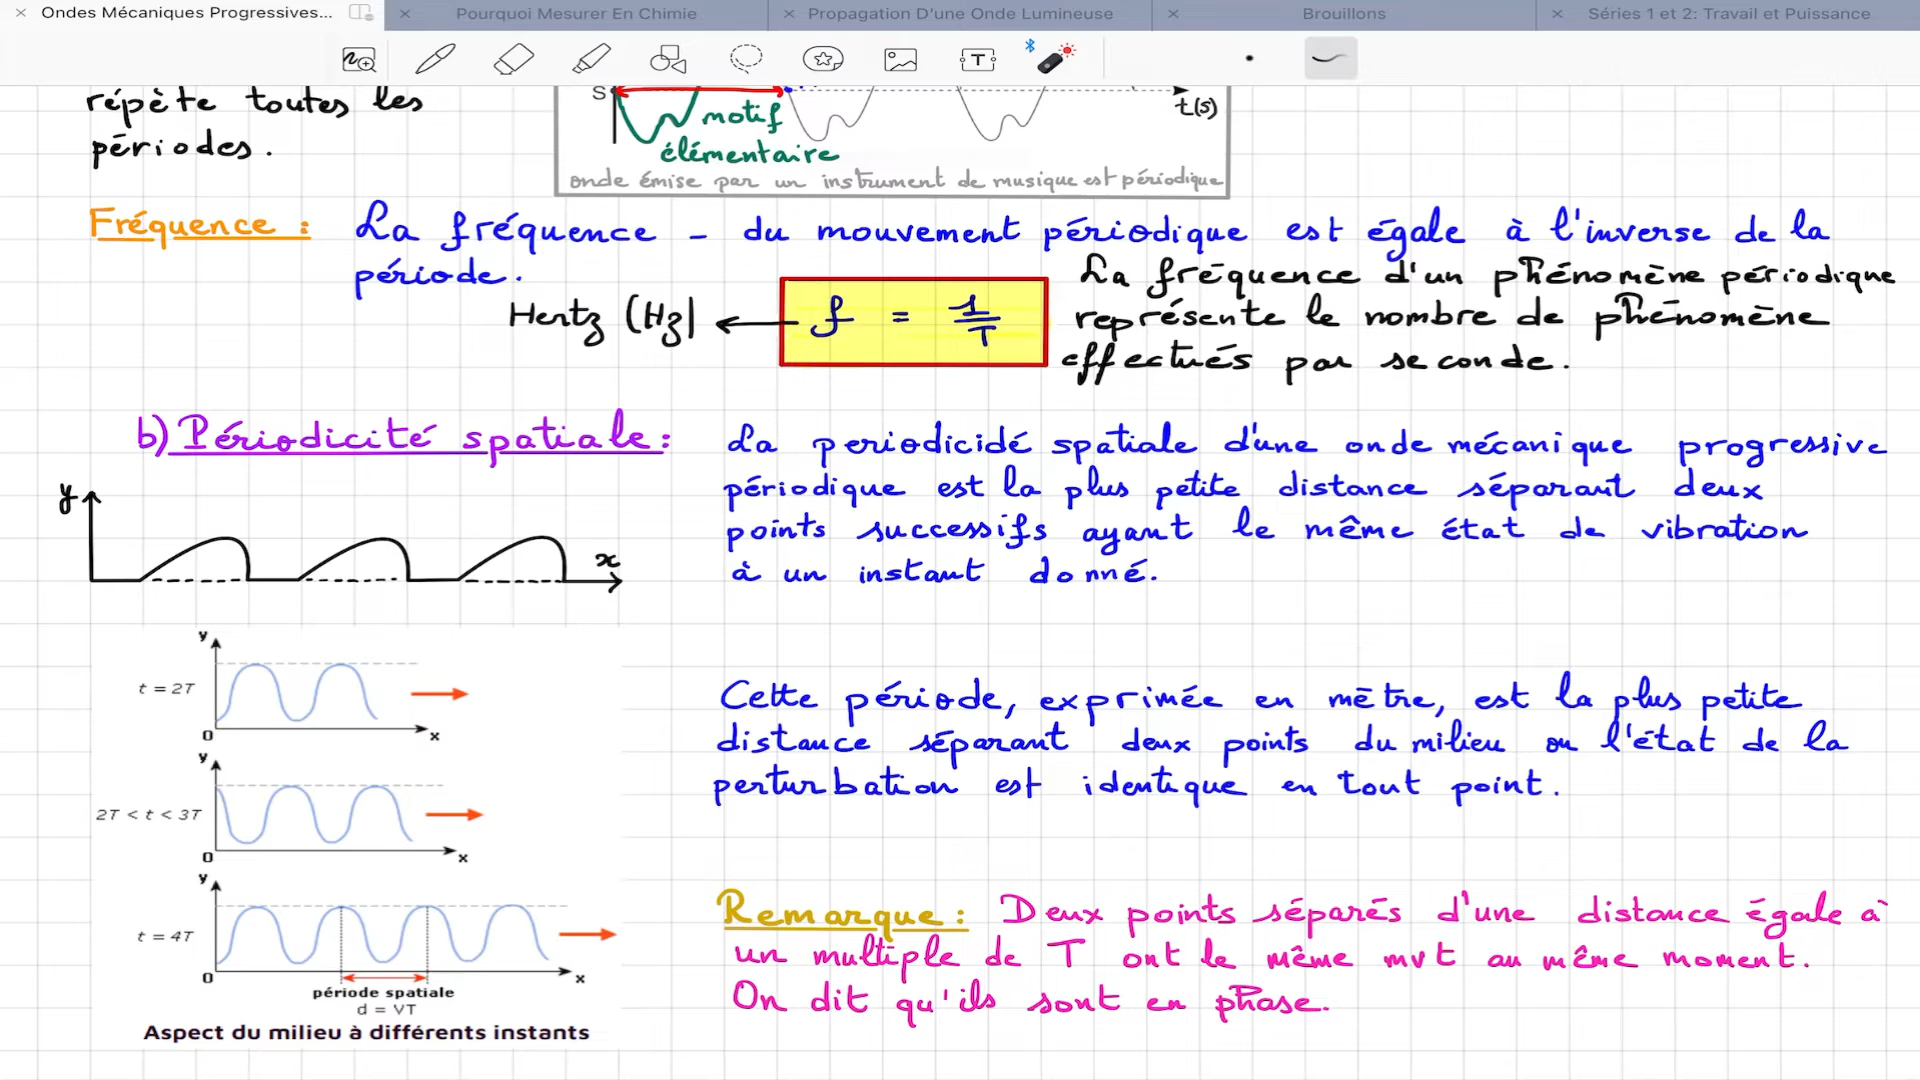 Ondes Mécaniques Progressives...
Pourquoi Mesurer En Chimie
Propagation D'une Onde Lumineuse
Brouillons
Séries 1 et 2: Travail et Puissance
répète toutes les
périodes.
S
motif
élémentaire
t(s)
onde émise par un instrument de musique est périodique
Fréquence : La fréquence - du mouvement périodique est égale à l'inverse de la
période.
Hertz (Hz) ← f = 1/T
La fréquence d'un phénomène périodique
représente le nombre de phénomène
effectués par seconde.
b) Périodicité spatiale :
La periodicidé spatiale d'une onde mécanique progressive
périodique est la plus petite distance séparant deux
points successifs ayant le même état de vibration
à un instant donné.
y
x
y
t = 2T
0
x
y
2T < t < 3T
0
x
y
t = 4T
0
x
période spatiale
d = VT
Aspect du milieu à différents instants
Cette période, exprimée en mètre, est la plus petite
distance séparant deux points du milieu ou l'état de la
perturbation est identique en tout point.
Remarque : Deux points séparés d'une distance égale à
un multiple de T ont le même mvt au même moment.
On dit qu'ils sont en phase.